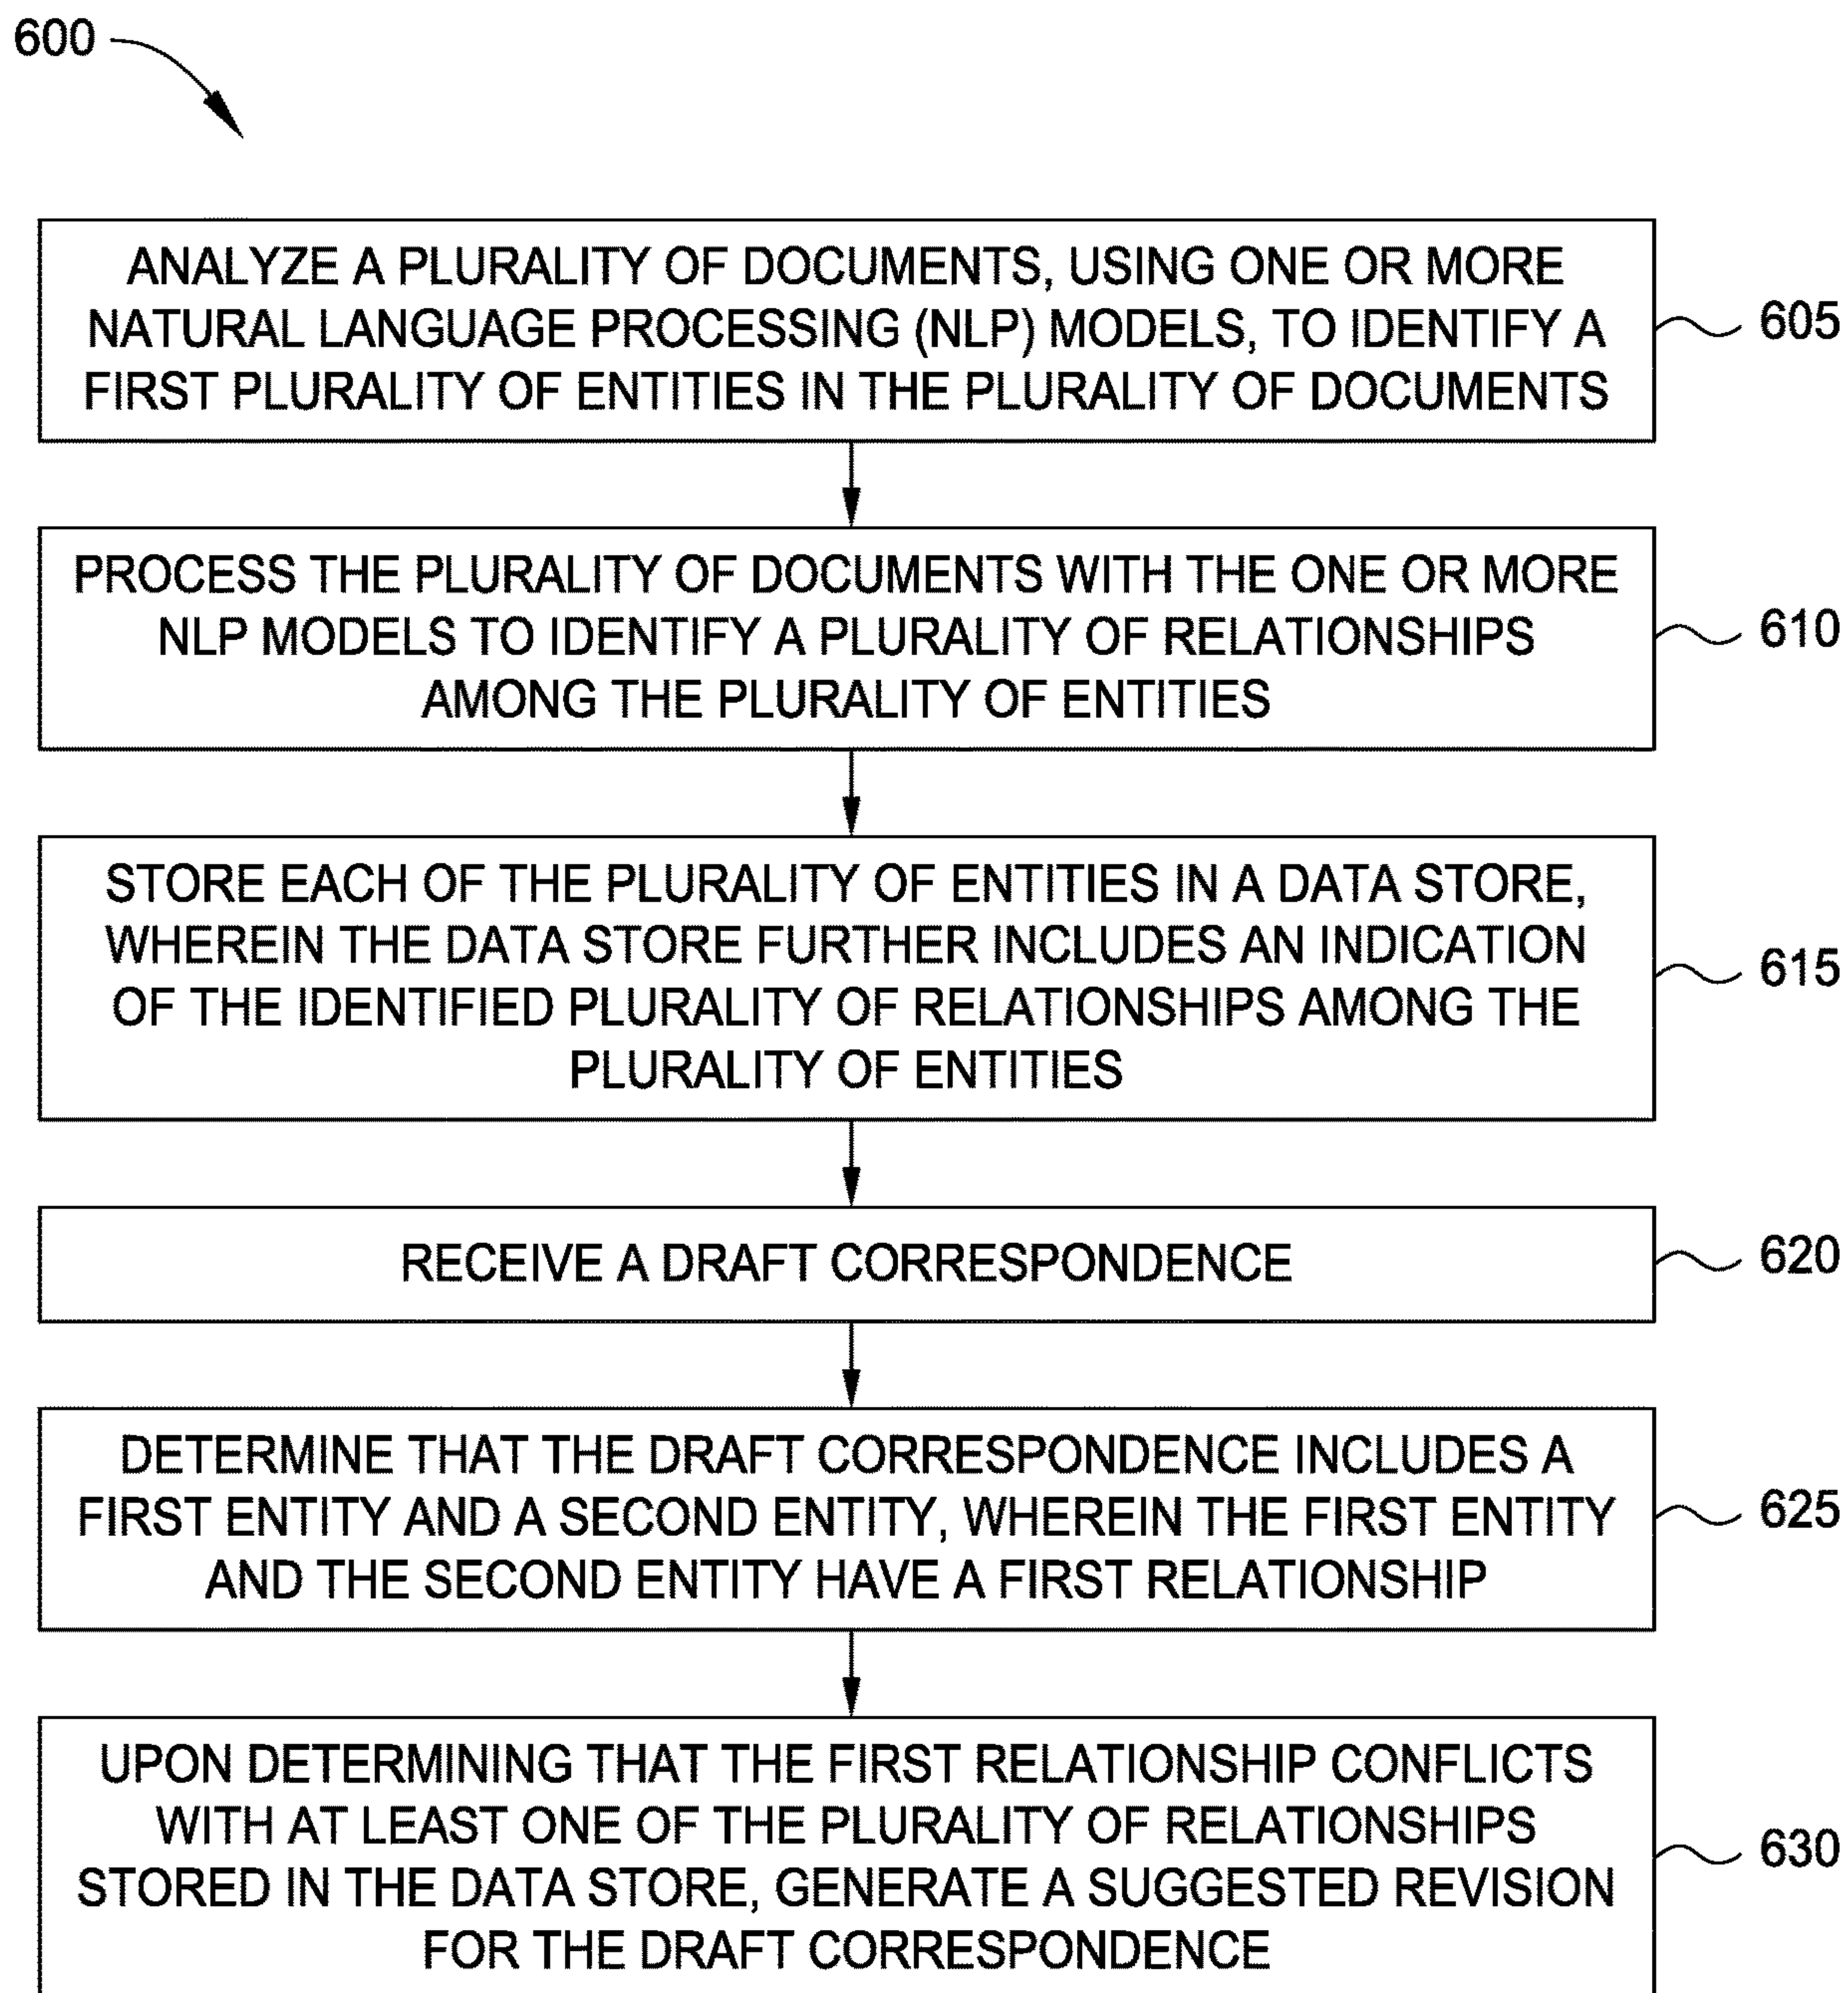 600
ANALYZE A PLURALITY OF DOCUMENTS, USING ONE OR MORE
NATURAL LANGUAGE PROCESSING (NLP) MODELS, TO IDENTIFY A
FIRST PLURALITY OF ENTITIES IN THE PLURALITY OF DOCUMENTS
605
PROCESS THE PLURALITY OF DOCUMENTS WITH THE ONE OR MORE
NLP MODELS TO IDENTIFY A PLURALITY OF RELATIONSHIPS
AMONG THE PLURALITY OF ENTITIES
610
STORE EACH OF THE PLURALITY OF ENTITIES IN A DATA STORE,
WHEREIN THE DATA STORE FURTHER INCLUDES AN INDICATION
OF THE IDENTIFIED PLURALITY OF RELATIONSHIPS AMONG THE
PLURALITY OF ENTITIES
615
RECEIVE A DRAFT CORRESPONDENCE
620
DETERMINE THAT THE DRAFT CORRESPONDENCE INCLUDES A
FIRST ENTITY AND A SECOND ENTITY, WHEREIN THE FIRST ENTITY
AND THE SECOND ENTITY HAVE A FIRST RELATIONSHIP
625
UPON DETERMINING THAT THE FIRST RELATIONSHIP CONFLICTS
WITH AT LEAST ONE OF THE PLURALITY OF RELATIONSHIPS
STORED IN THE DATA STORE, GENERATE A SUGGESTED REVISION
FOR THE DRAFT CORRESPONDENCE
630